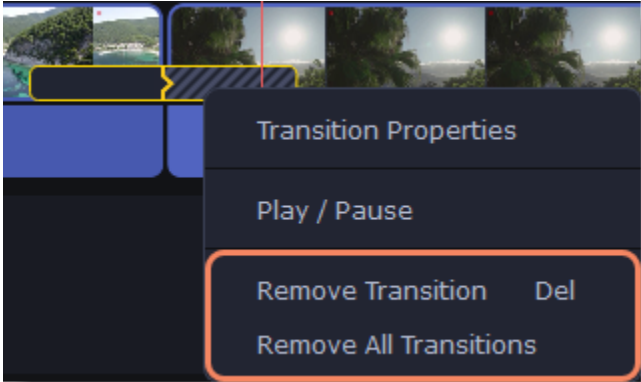 Transition Properties
Play / Pause
Remove Transition Del
Remove All Transitions